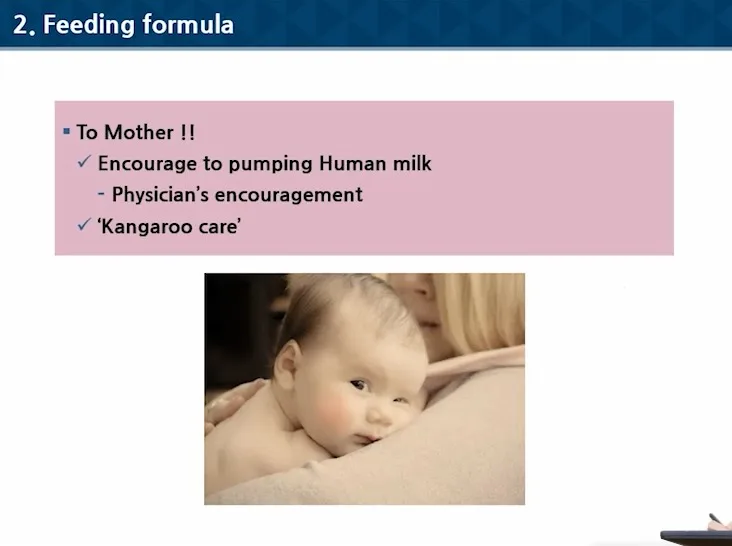 2. Feeding formula
▪ To Mother !!
✓ Encourage to pumping Human milk
- Physician's encouragement
✓ ‘Kangaroo care’